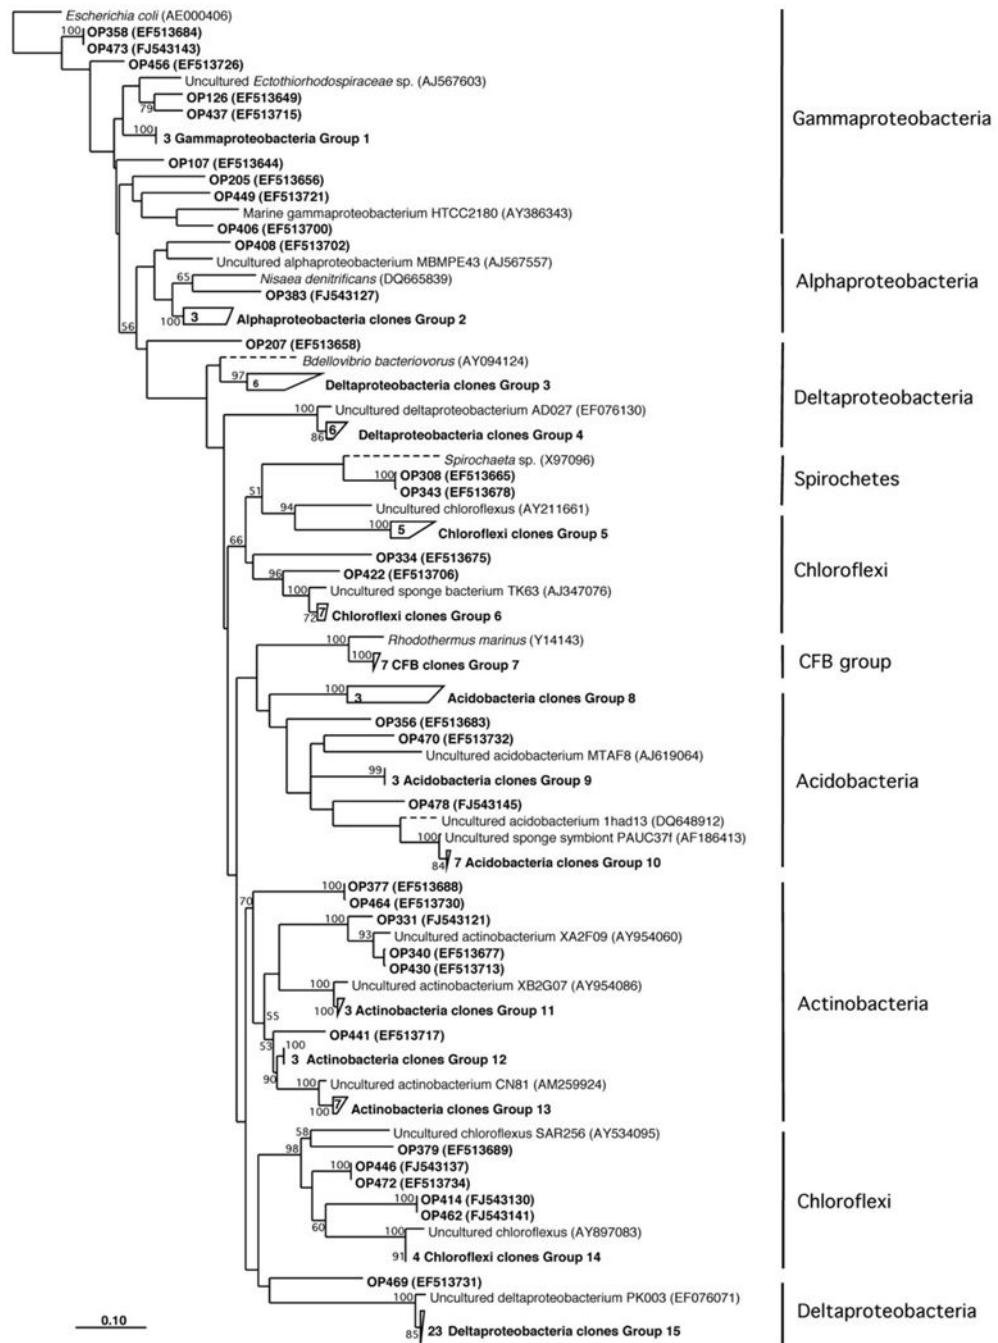 Escherichia coli (AE000406)
100 OP358 (EF513684)
OP473 (FJ543143)
OP456 (EF513726)
Uncultured Ectothiorhodospiraceae sp. (AJ567603)
OP126 (EF513649)
79 OP437 (EF513715)
100
3 Gammaproteobacteria Group 1
Gammaproteobacteria
OP107 (EF513644)
OP205 (EF513656)
OP449 (EF513721)
Marine gammaproteobacterium HTCC2180 (AY386343)
OP406 (EF513700)
OP408 (EF513702)
Uncultured alphaproteobacterium MBMPE43 (AJ567557)
65 Nisaea denitrificans (DQ665839)
Alphaproteobacteria
OP383 (FJ543127)
100 3 Alphaproteobacteria clones Group 2
56
OP207 (EF513658)
Bdellovibrio bacteriovorus (AY094124)
97 6 Deltaproteobacteria clones Group 3
Deltaproteobacteria
100 Uncultured deltaproteobacterium AD027 (EF076130)
86 6 Deltaproteobacteria clones Group 4
Spirochaeta sp. (X97096)
100 OP308 (EF513665)
Spirochetes
OP343 (EF513678)
51
94 Uncultured chloroflexus (AY211661)
100 5 Chloroflexi clones Group 5
66
OP334 (EF513675)
Chloroflexi
96 OP422 (EF513706)
100 Uncultured sponge bacterium TK63 (AJ347076)
72 7 Chloroflexi clones Group 6
100 Rhodothermus marinus (Y14143)
100 7 CFB clones Group 7
CFB group
100 3 Acidobacteria clones Group 8
OP356 (EF513683)
OP470 (EF513732)
Uncultured acidobacterium MTAF8 (AJ619064)
99
3 Acidobacteria clones Group 9
Acidobacteria
OP478 (FJ543145)
Uncultured acidobacterium 1had13 (DQ648912)
100 Uncultured sponge symbiont PAUC37f (AF186413)
84 7 Acidobacteria clones Group 10
100 OP377 (EF513688)
70
OP464 (EF513730)
100 OP331 (FJ543121)
93 Uncultured actinobacterium XA2F09 (AY954060)
OP340 (EF513677)
OP430 (EF513713)
100 Uncultured actinobacterium XB2G07 (AY954086)
Actinobacteria
100 3 Actinobacteria clones Group 11
55
OP441 (EF513717)
53 100
3 Actinobacteria clones Group 12
90
100 Uncultured actinobacterium CN81 (AM259924)
100 7 Actinobacteria clones Group 13
58 Uncultured chloroflexus SAR256 (AY534095)
98 OP379 (EF513689)
100 OP446 (FJ543137)
OP472 (EF513734)
100 OP414 (FJ543130)
Chloroflexi
OP462 (FJ543141)
60
100 Uncultured chloroflexus (AY897083)
91 4 Chloroflexi clones Group 14
OP469 (EF513731)
100 Uncultured deltaproteobacterium PK003 (EF076071)
Deltaproteobacteria
0.10
85 23 Deltaproteobacteria clones Group 15